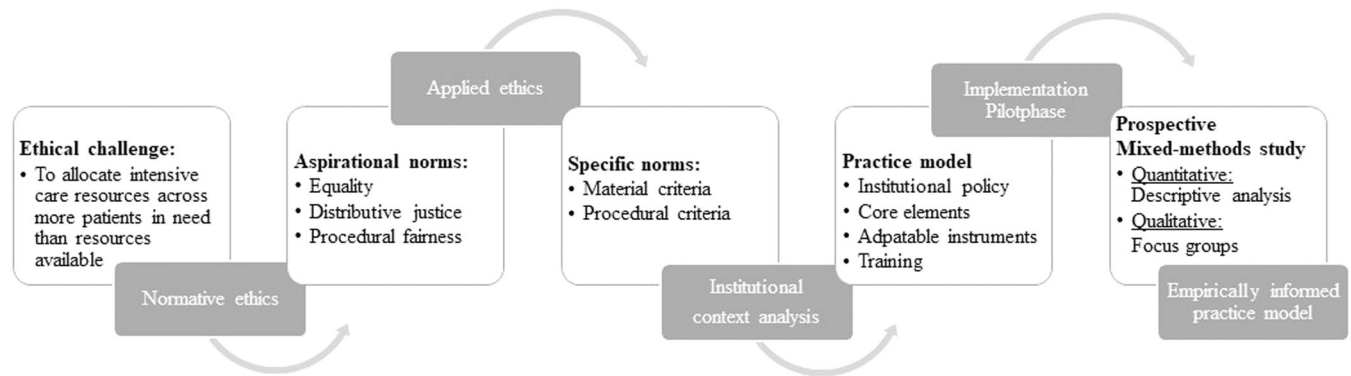 Ethical challenge:
• To allocate intensive
care resources across
more patients in need
than resources
available
Normative ethics
Aspirational norms:
• Equality
• Distributive justice
• Procedural fairness
Applied ethics
Specific norms:
• Material criteria
• Procedural criteria
Institutional
context analysis
Practice model
• Institutional policy
• Core elements
• Adpatable instruments
• Training
Implementation
Pilotphase
Prospective
Mixed-methods study
• Quantitative:
Descriptive analysis
• Qualitative:
Focus groups
Empirically informed
practice model